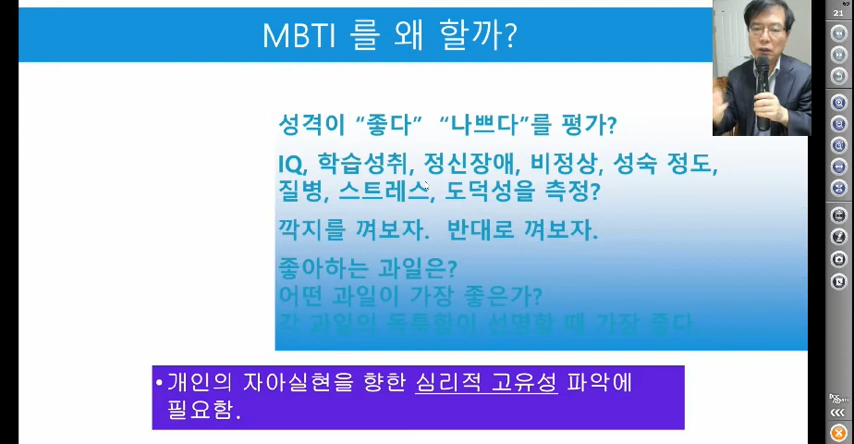 MBTI 를 왜 할까?
21
성격이 “좋다” “나쁘다”를 평가?
IQ, 학습성취, 정신장애, 비정상, 성숙 정도,
질병, 스트레스, 도덕성을 측정?
깍지를 껴보자. 반대로 껴보자.
좋아하는 과일은?
어떤 과일이 가장 좋은가?
각 과일의 독특함이 선명할 때 가장 좋다.
•개인의 자아실현을 향한 심리적 고유성 파악에
필요함.